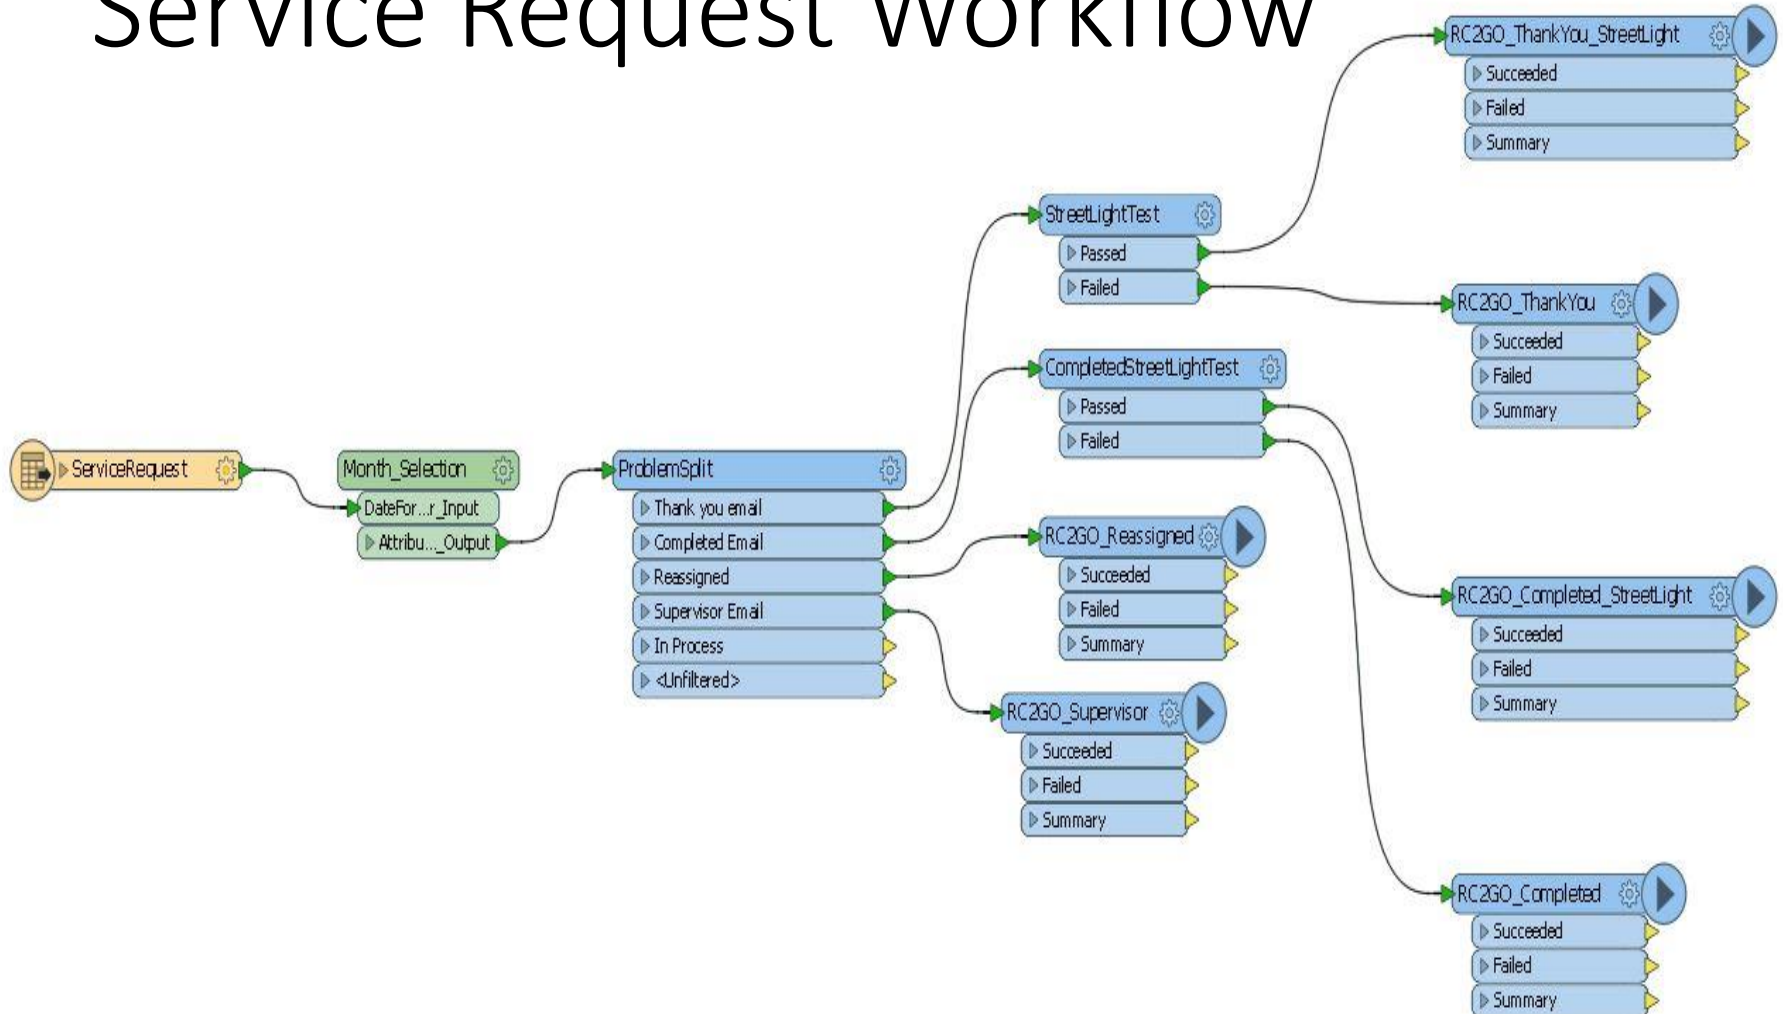 Service Request Workflow
RC2GO_ThankYou_StreetLight
Succeeded
Failed
Summary
StreetLightTest
Passed
Failed
RC2GO_ThankYou
Succeeded
Failed
Summary
CompletedStreetLightTest
Passed
Failed
ServiceRequest
Month_Selection
DateFor...r_Input
Attribu..._Output
ProblemSplit
Thank you email
Completed Email
Reassigned
Supervisor Email
In Process
<Unfiltered>
RC2GO_Reassigned
Succeeded
Failed
Summary
RC2GO_Completed_StreetLight
Succeeded
Failed
Summary
RC2GO_Supervisor
Succeeded
Failed
Summary
RC2GO_Completed
Succeeded
Failed
Summary